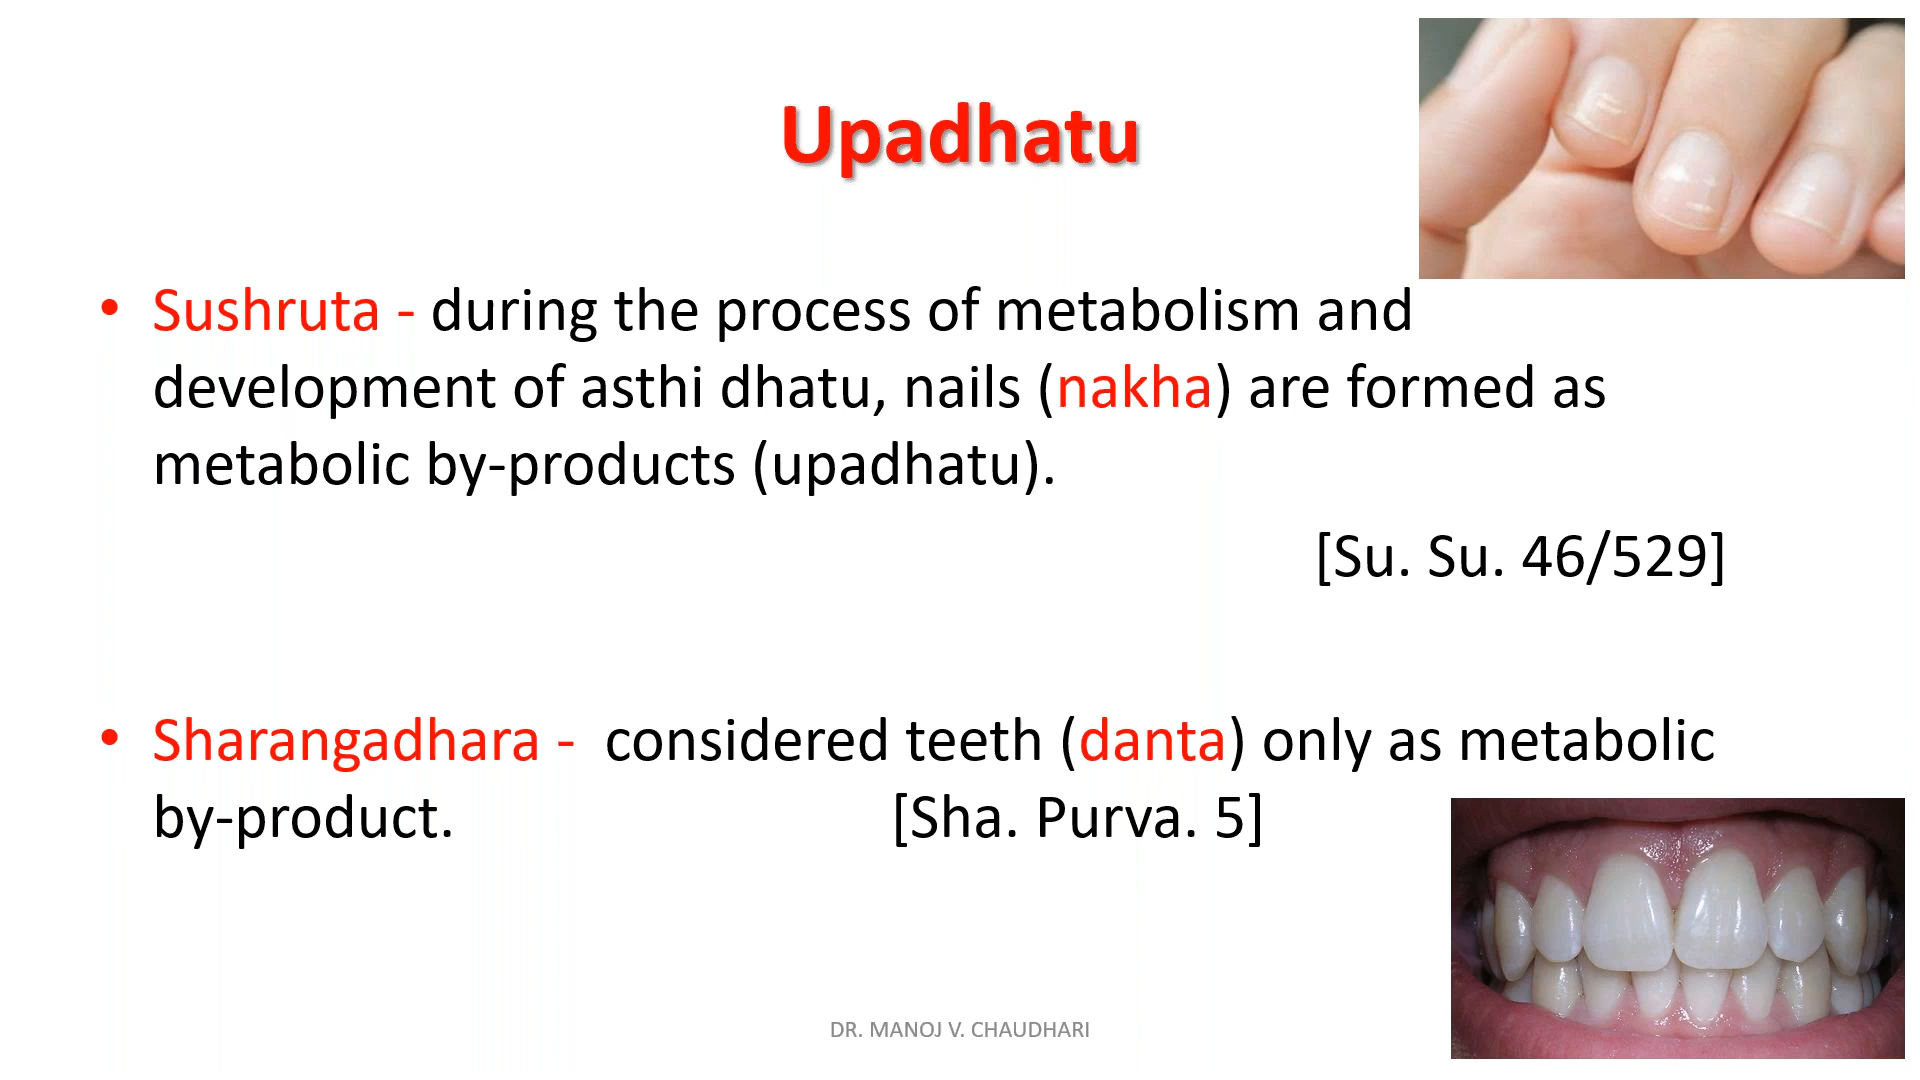 Upadhatu
• Sushruta - during the process of metabolism and
development of asthi dhatu, nails (nakha) are formed as
metabolic by-products (upadhatu).
[Su. Su. 46/529]
• Sharangadhara -  considered teeth (danta) only as metabolic
by-product. [Sha. Purva. 5]
DR. MANOJ V. CHAUDHARI